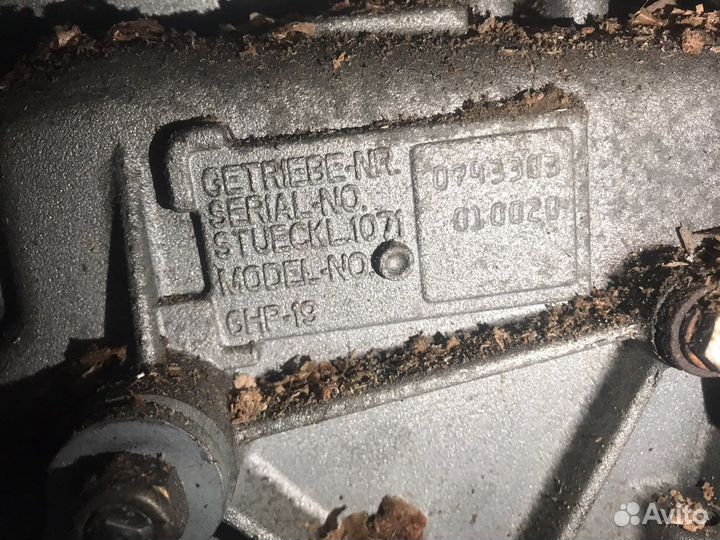 GETRIEBE-NR.
SERIAL-NO.
STUECKL.1071
MODEL-NO.
6HP-19
0743303
010020
Avito